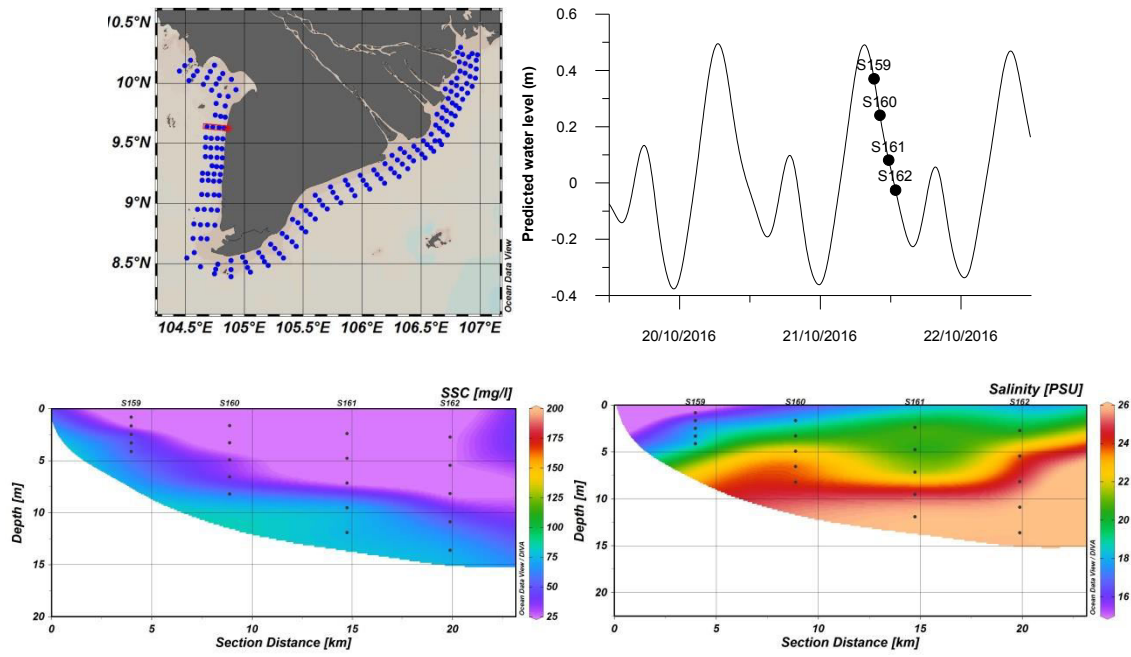 10.5°N
10°N
9.5°N
9°N
8.5°N
104.5°E 105°E 105.5°E 106°E 106.5°E 107°E
Ocean Data View
Predicted water level (m)
0.6
0.4
0.2
0
-0.2
-0.4
S159
S160
S161
S162
20/10/2016 21/10/2016 22/10/2016
SSC [mg/l]
S159 S160 S161 S162
Depth [m]
0
5
10
15
20
0 5 10 15 20
Section Distance [km]
Ocean Data View / DIVA
200
175
150
125
100
75
50
25
Salinity [PSU]
S159 S160 S161 S162
Depth [m]
0
5
10
15
20
0 5 10 15 20
Section Distance [km]
Ocean Data View / DIVA
26
24
22
20
18
16